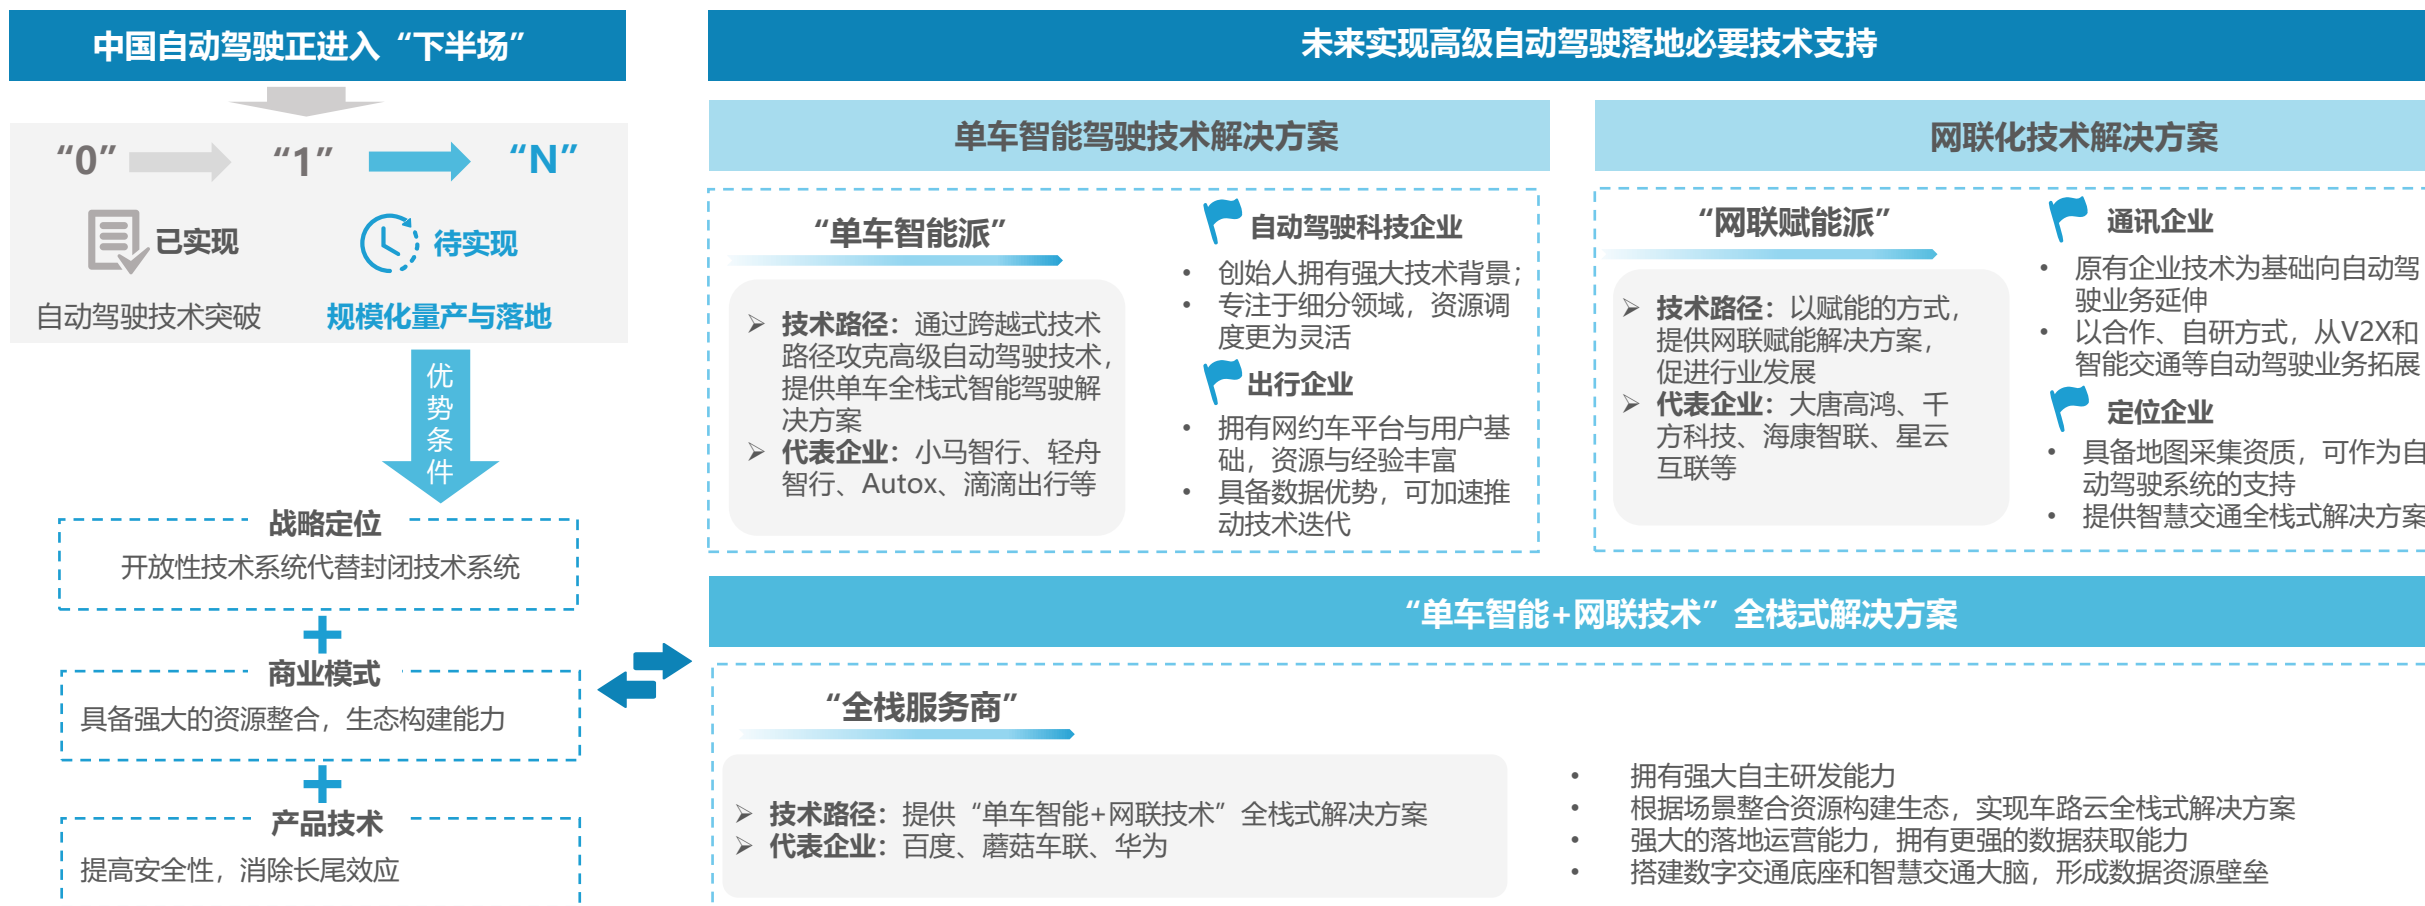 中国自动驾驶正进入“下半场”
“0”
“1”
“N”
已实现
待实现
自动驾驶技术突破
规模化量产与落地
优
势
条
件
战略定位
开放性技术系统代替封闭技术系统
商业模式
具备强大的资源整合，生态构建能力
产品技术
提高安全性，消除长尾效应
未来实现高级自动驾驶落地必要技术支持
单车智能驾驶技术解决方案
“单车智能派”
➢ 技术路径：通过跨越式技术
路径攻克高级自动驾驶技术，
提供单车全栈式智能驾驶解
决方案
➢ 代表企业：小马智行、轻舟
智行、Autox、滴滴出行等
自动驾驶科技企业
• 创始人拥有强大技术背景；
• 专注于细分领域，资源调
度更为灵活
出行企业
• 拥有网约车平台与用户基
础，资源与经验丰富
• 具备数据优势，可加速推
动技术迭代
网联化技术解决方案
“网联赋能派”
➢ 技术路径：以赋能的方式，
提供网联赋能解决方案，
促进行业发展
➢ 代表企业：大唐高鸿、千
方科技、海康智联、星云
互联等
通讯企业
• 原有企业技术为基础向自动驾
驶业务延伸
• 以合作、自研方式，从V2X和
智能交通等自动驾驶业务拓展
定位企业
• 具备地图采集资质，可作为自
动驾驶系统的支持
• 提供智慧交通全栈式解决方案
“单车智能+网联技术”全栈式解决方案
“全栈服务商”
➢ 技术路径：提供“单车智能+网联技术”全栈式解决方案
➢ 代表企业：百度、蘑菇车联、华为
• 拥有强大自主研发能力
• 根据场景整合资源构建生态，实现车路云全栈式解决方案
• 强大的落地运营能力，拥有更强的数据获取能力
• 搭建数字交通底座和智慧交通大脑，形成数据资源壁垒